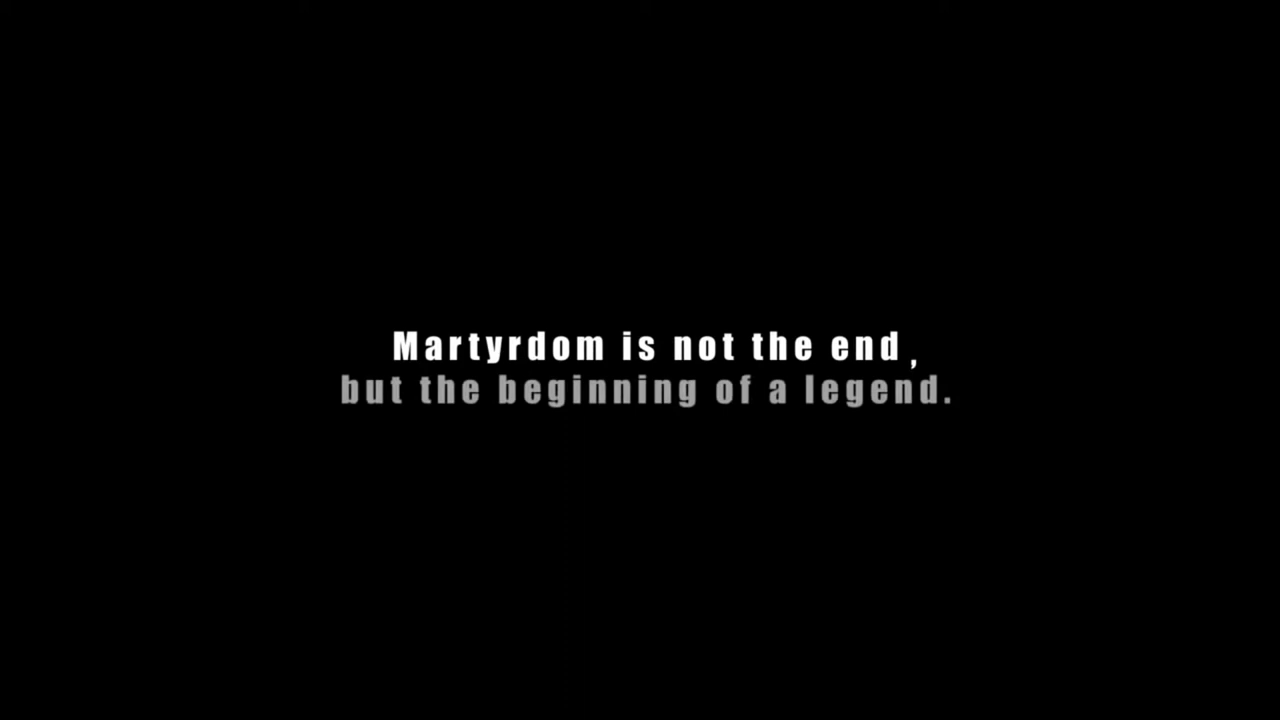 Martyrdom is not the end ,
but the beginning of a legend.